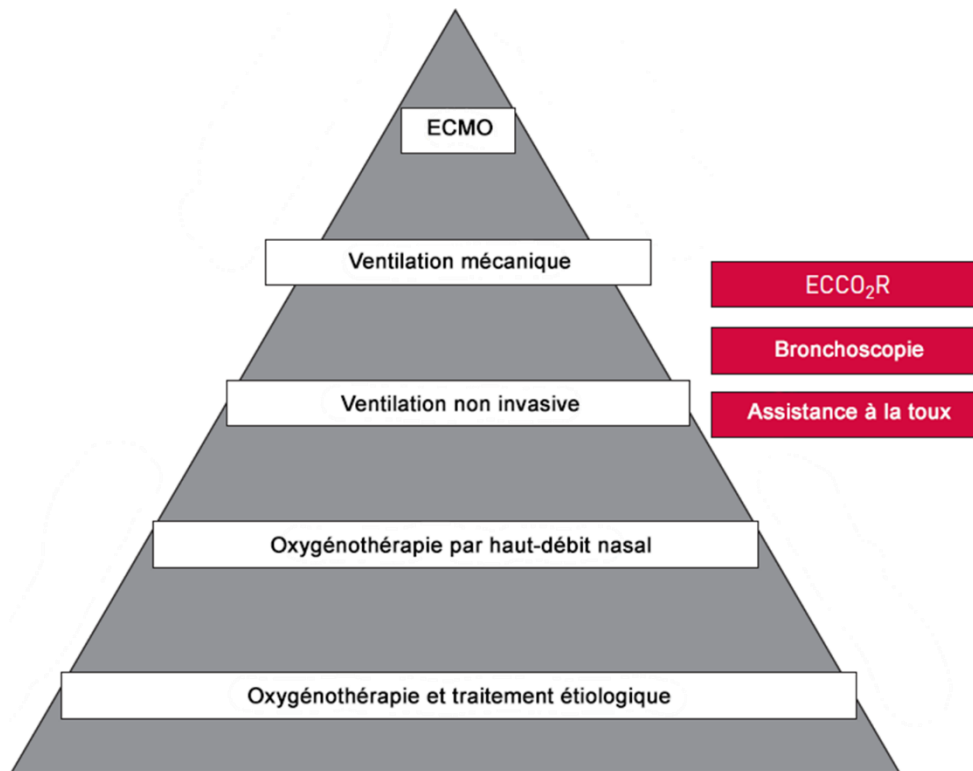 ECMO
Ventilation mécanique
ECCO₂R
Bronchoscopie
Ventilation non invasive
Assistance à la toux
Oxygénothérapie par haut-débit nasal
Oxygénothérapie et traitement étiologique